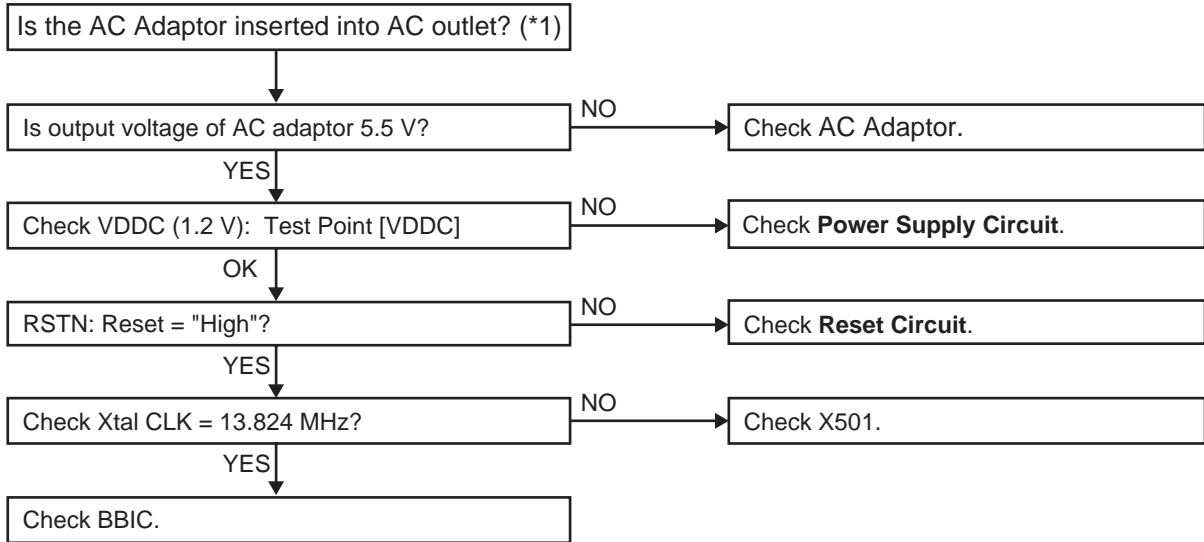 Is the AC Adaptor inserted into AC outlet? (*1)
Is output voltage of AC adaptor 5.5 V?
NO
Check AC Adaptor.
YES
Check VDDC (1.2 V): Test Point [VDDC]
NO
Check Power Supply Circuit.
OK
RSTN: Reset = "High"?
NO
Check Reset Circuit.
YES
Check Xtal CLK = 13.824 MHz?
NO
Check X501.
YES
Check BBIC.